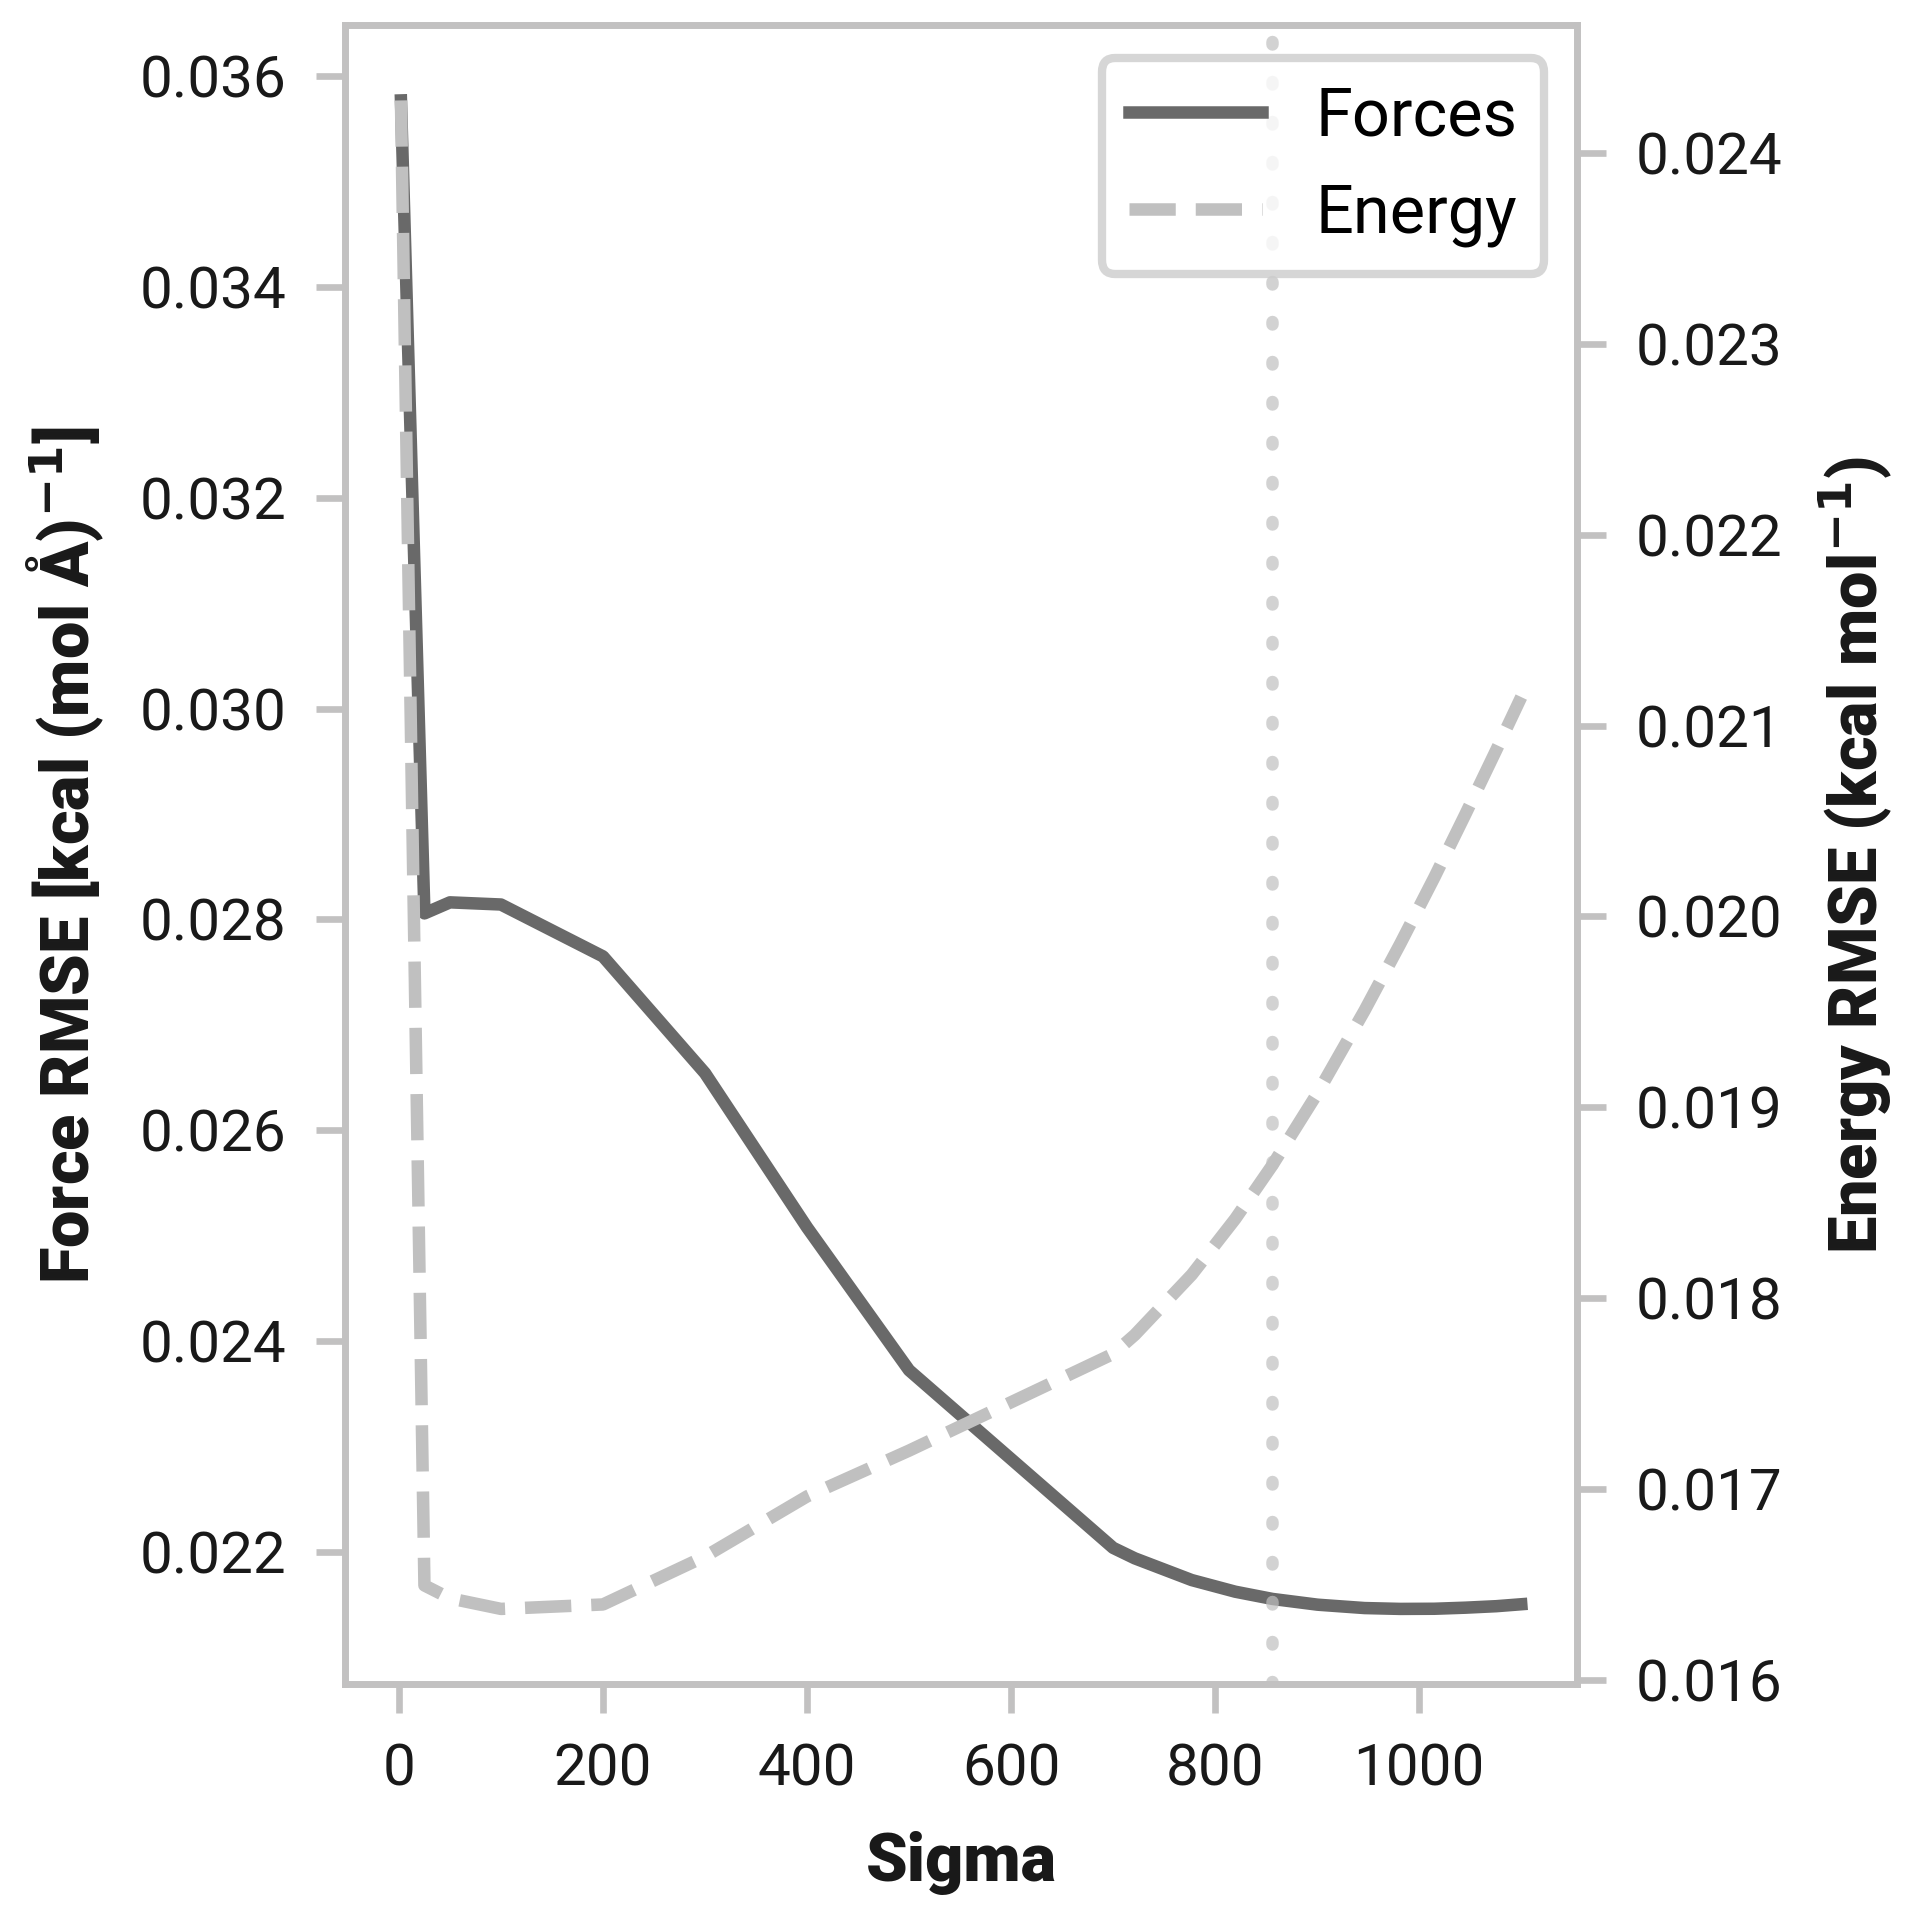 Forces
Energy
0.036
0.034
0.032
0.030
0.028
0.026
0.024
0.022
Force RMSE [kcal (mol Å)⁻¹]
0.024
0.023
0.022
0.021
0.020
0.019
0.018
0.017
0.016
Energy RMSE (kcal mol⁻¹)
0 200 400 600 800 1000
Sigma